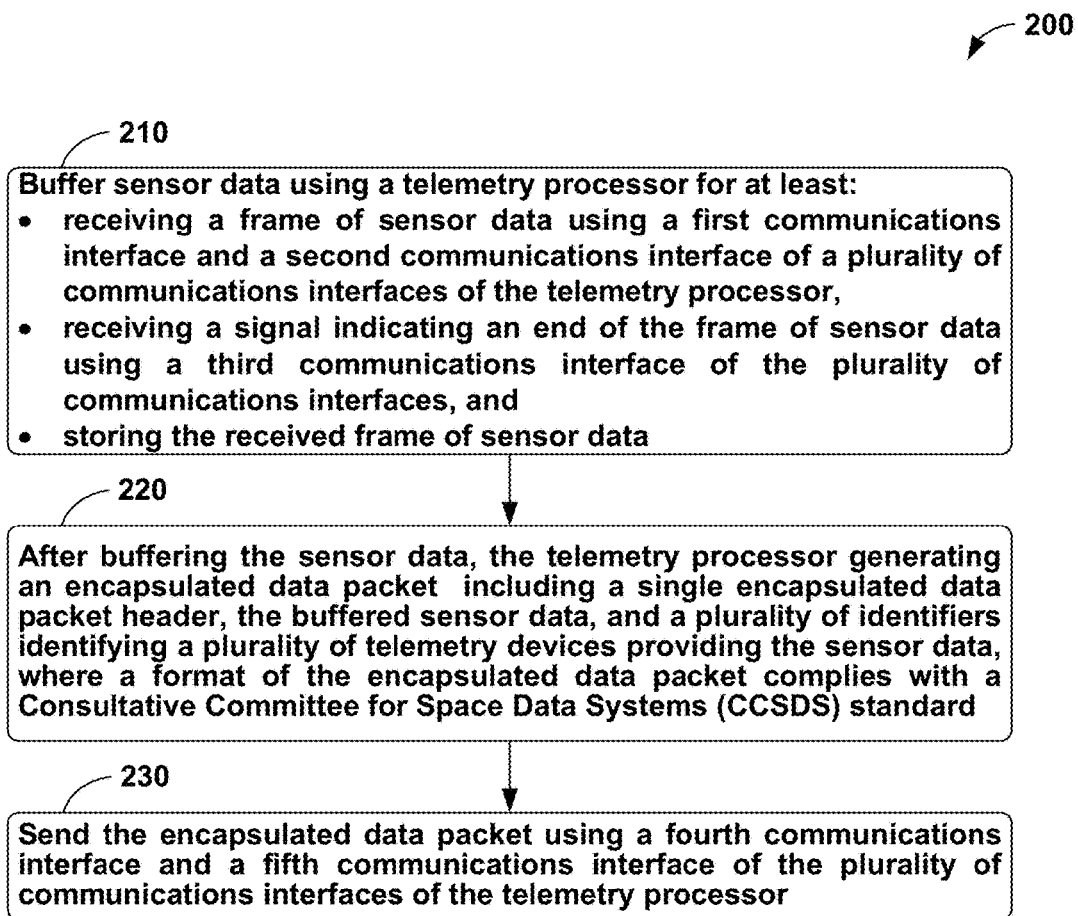 200
210
Buffer sensor data using a telemetry processor for at least:
• receiving a frame of sensor data using a first communications
interface and a second communications interface of a plurality of
communications interfaces of the telemetry processor,
• receiving a signal indicating an end of the frame of sensor data
using a third communications interface of the plurality of
communications interfaces, and
• storing the received frame of sensor data
220
After buffering the sensor data, the telemetry processor generating
an encapsulated data packet including a single encapsulated data
packet header, the buffered sensor data, and a plurality of identifiers
identifying a plurality of telemetry devices providing the sensor data,
where a format of the encapsulated data packet complies with a
Consultative Committee for Space Data Systems (CCSDS) standard
230
Send the encapsulated data packet using a fourth communications
interface and a fifth communications interface of the plurality of
communications interfaces of the telemetry processor